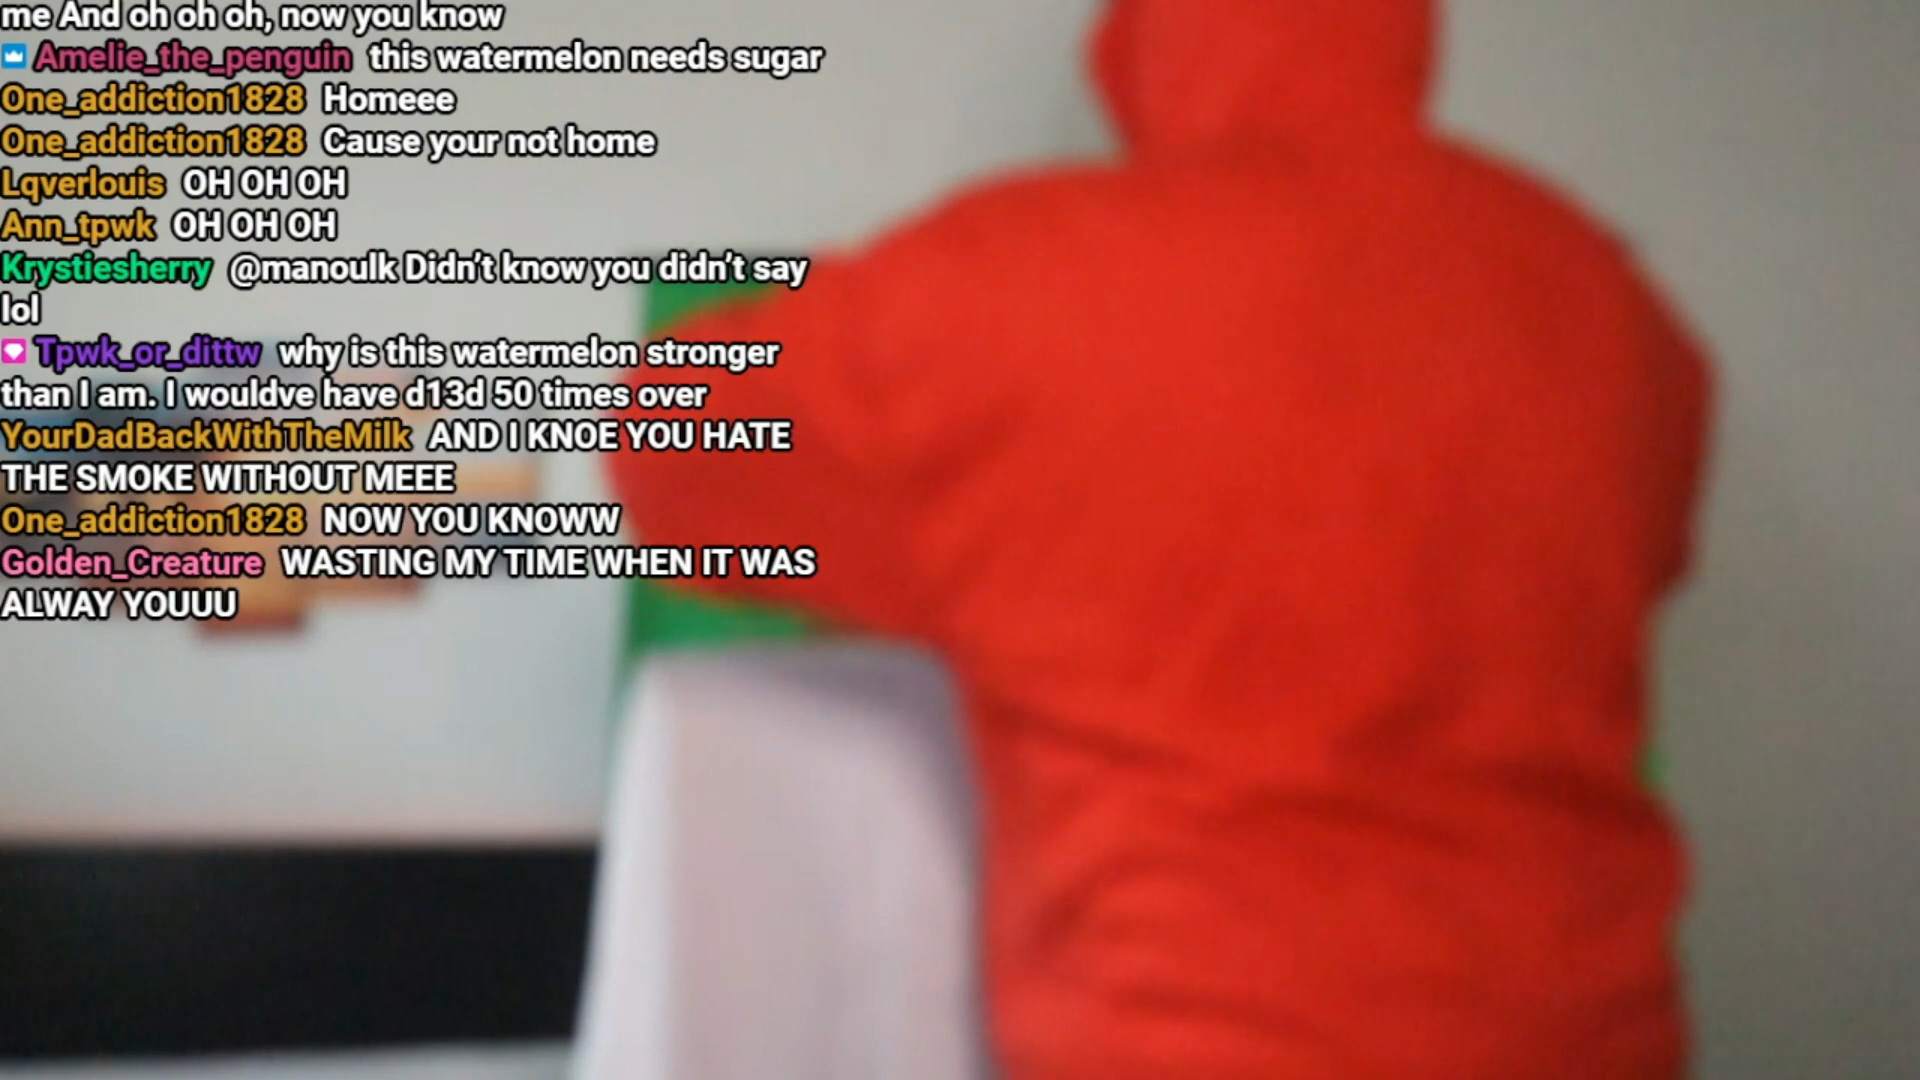 me And oh oh oh, now you know
Amelie_the_penguin this watermelon needs sugar
One_addiction1828 Homeee
One_addiction1828 Cause your not home
Lqverlouis OH OH OH
Ann_tpwk OH OH OH
Krystiesherry @manoulk Didn't know you didn't say
lol
Tpwk_or_dittw why is this watermelon stronger
than I am. I wouldve have d13d 50 times over
YourDadBackWithTheMilk AND I KNOE YOU HATE
THE SMOKE WITHOUT MEEE
One_addiction1828 NOW YOU KNOWW
Golden_Creature WASTING MY TIME WHEN IT WAS
ALWAY YOUUU